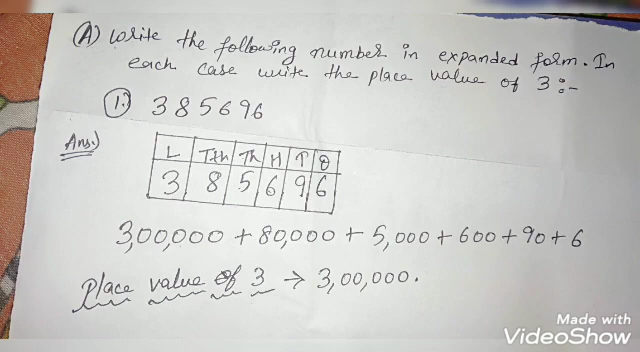 (A) Write the following number in expanded form. In
each case write the place value of 3 :-
(1.) 385696
Ans.)
L T.th Th H T O
3 8 5 6 9 6
3,00,000 + 80,000 + 5,000 + 600 + 90 + 6
Place value of 3 → 3,00,000.
Made with
VideoShow